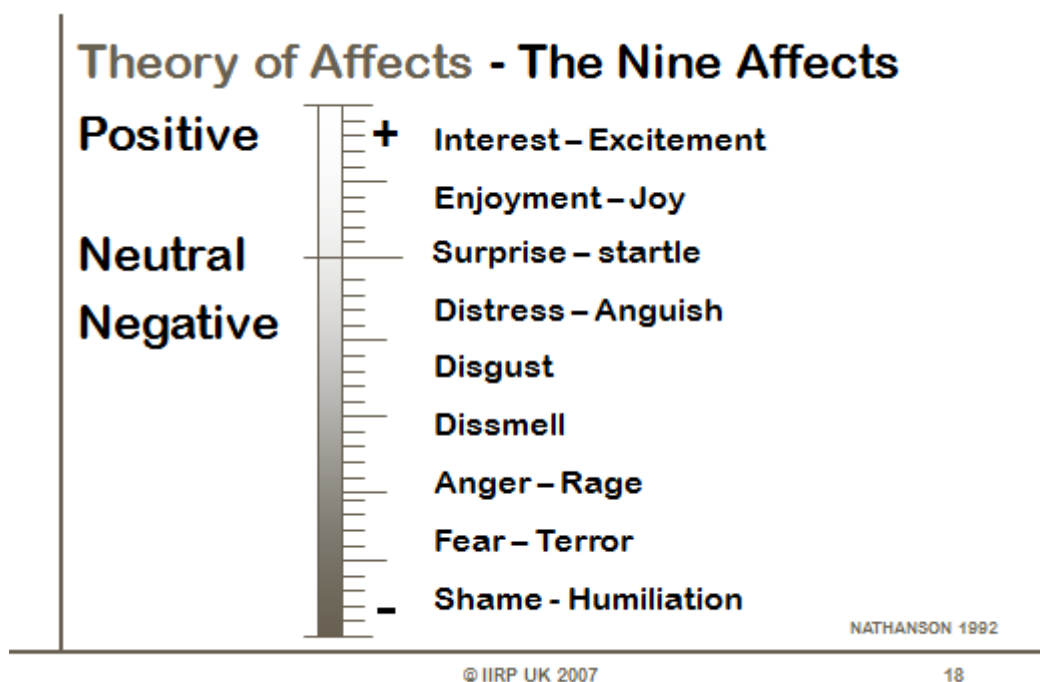 Theory of Affects - The Nine Affects
Positive + Interest – Excitement
Enjoyment – Joy
Neutral Surprise – startle
Negative Distress – Anguish
Disgust
Dissmell
Anger – Rage
Fear – Terror
- Shame - Humiliation
NATHANSON 1992
@ IIRP UK 2007 18